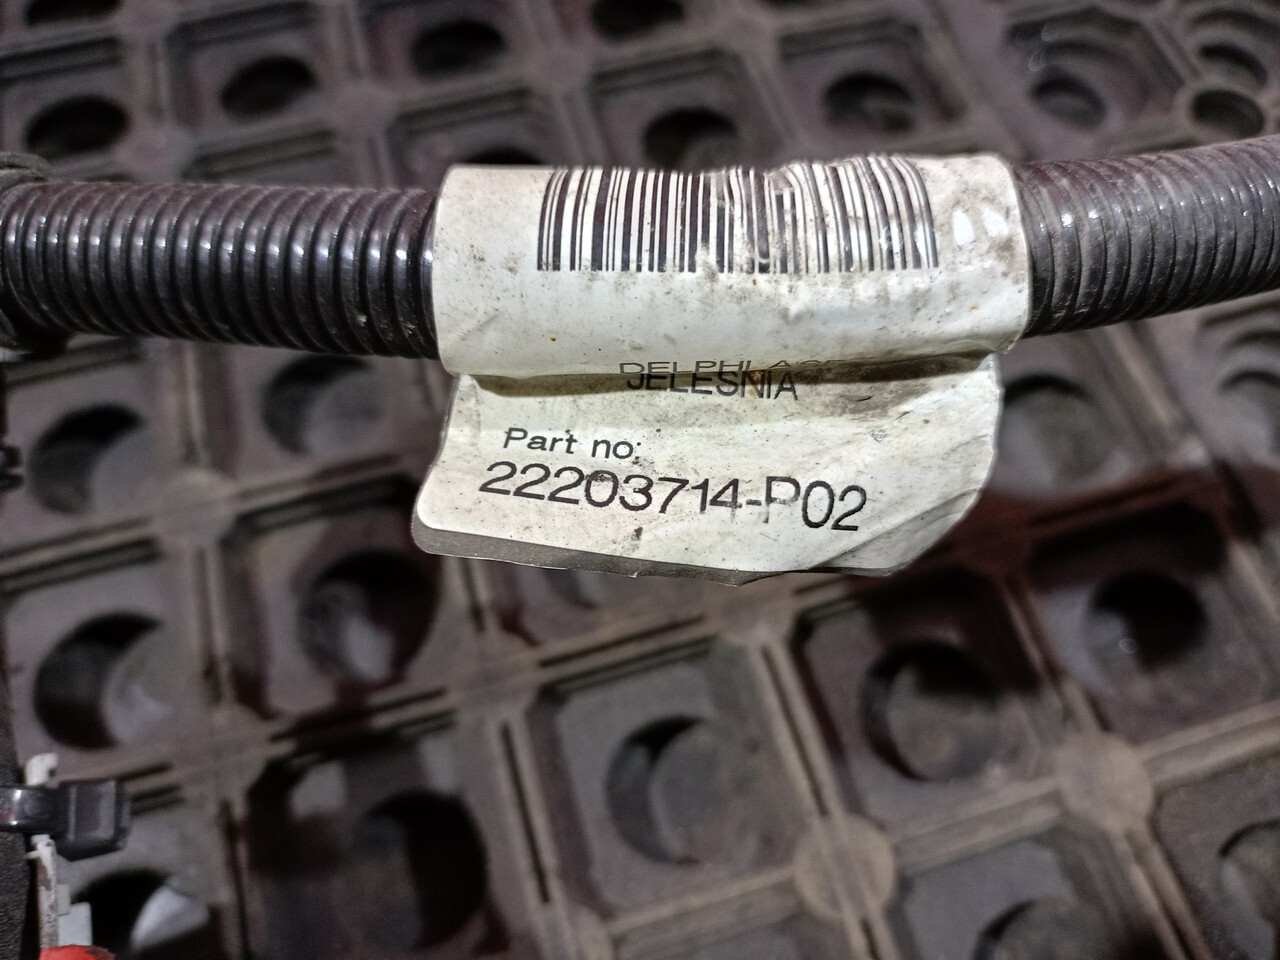 DELPHI
JELESNIA
Part no:
22203714-P02